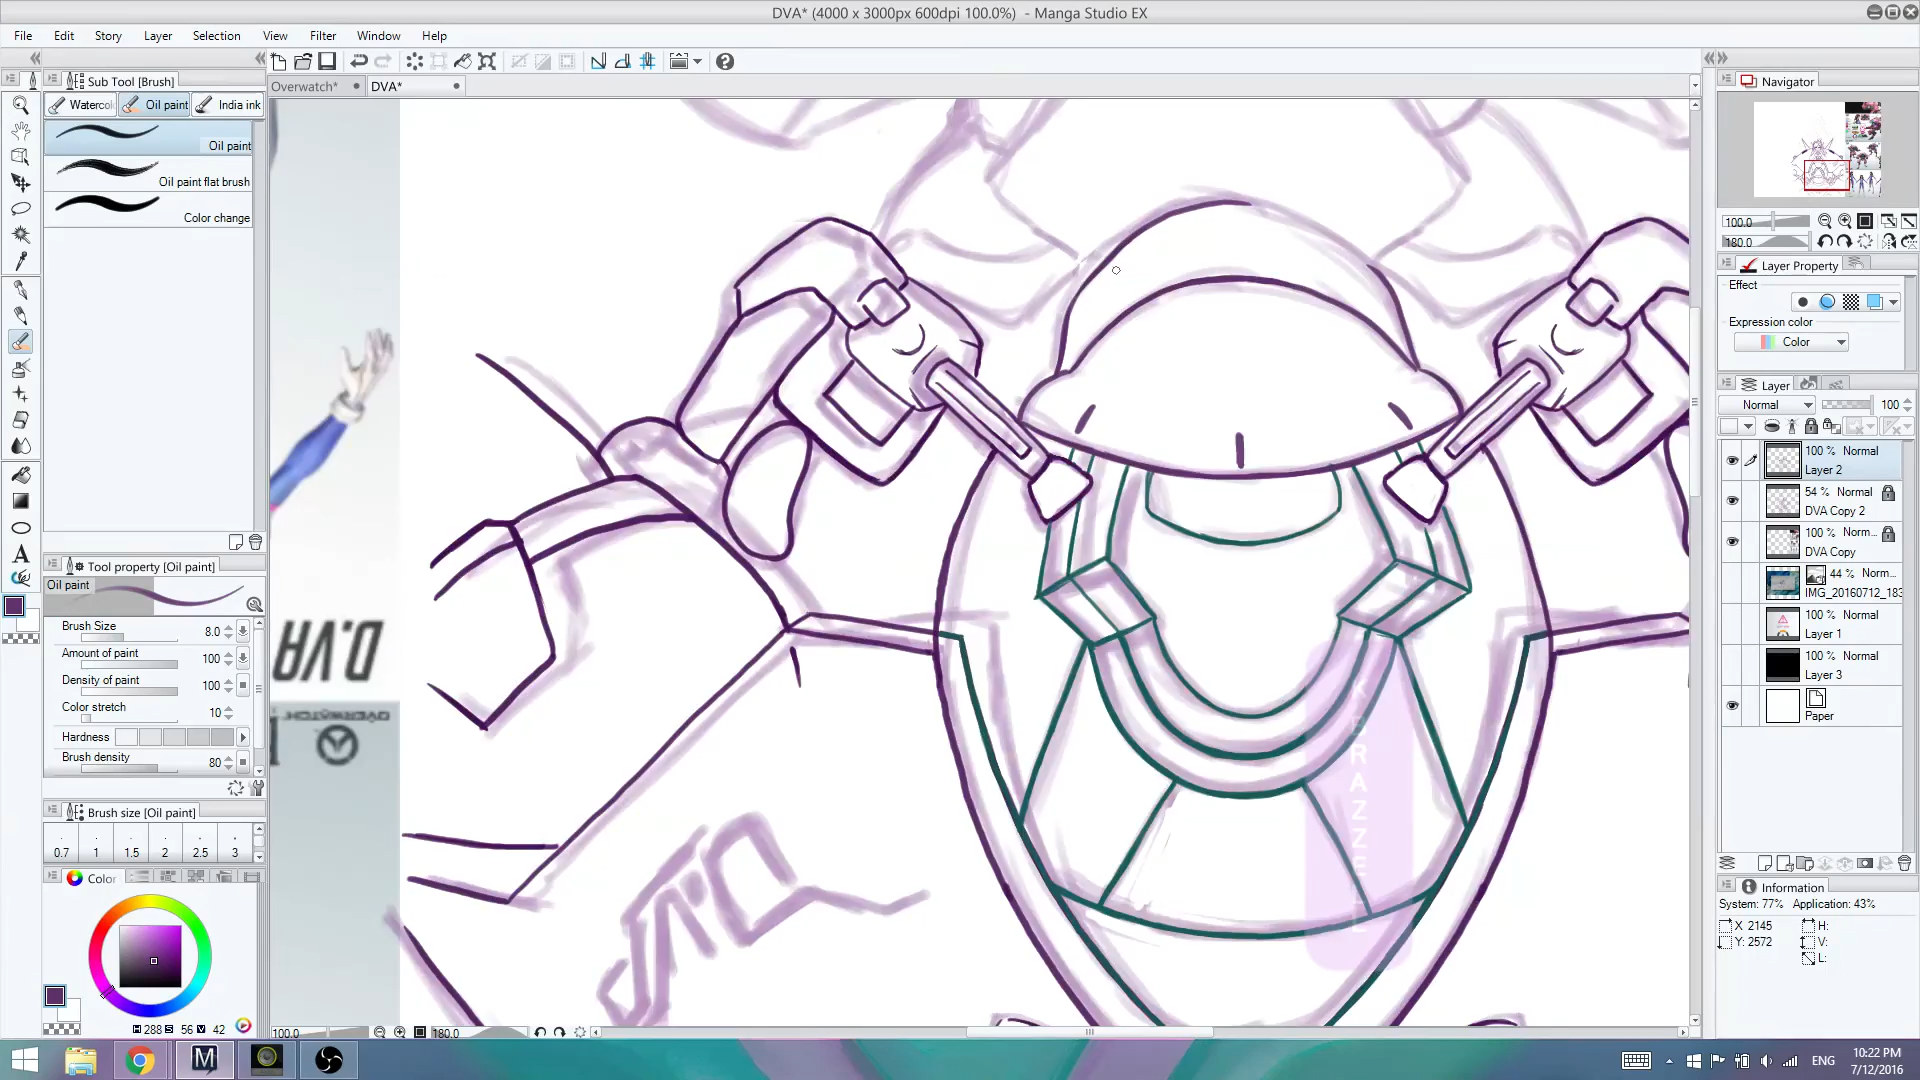 DVA* (4000 x 3000px 600dpi 100.0%) - Manga Studio EX
File Edit Story Layer Selection View Filter Window Help
Sub Tool [Brush]
Overwatch*
DVA*
Navigator
Waterco
Oil paint
India ink
Oil paint
Oil paint flat brush
Color change
100.0
180.0
Layer Property
Effect
Expression color
Color
Layer
Normal
100
100 % Normal
Layer 2
54 % Normal
DVA Copy 2
100 % Norm...
DVA Copy
44 % Norm...
IMG_20160712_183
100 % Normal
Layer 1
100 % Normal
Layer 3
Paper
Tool property [Oil paint]
Oil paint
Brush Size 8.0
Amount of paint 100
Density of paint 100
Color stretch 10
Hardness
Brush density 80
Brush size [Oil paint]
0.7 1 1.5 2 2.5 3
Color
H 288 S 56 V 42
D.VA
OVERWATCH
K
B
R
A
Z
Z
E
L
Information
System: 77% Application: 43%
X 2145 H:
Y: 2572 V:
L:
100.0
180.0
ENG
10:22 PM
7/12/2016